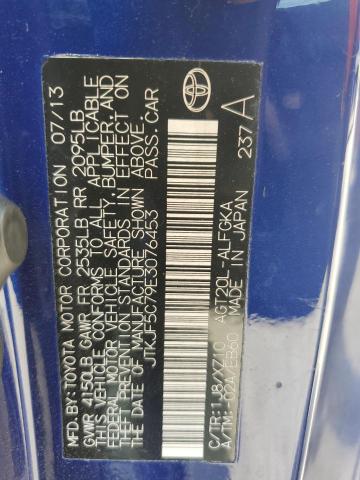 MFD. BY: TOYOTA MOTOR CORPORATION 07/13
GVWR 4150LB GAWR FR 2535LB RR 2095LB
THIS VEHICLE CONFORMS TO ALL APPLICABLE
FEDERAL MOTOR VEHICLE SAFETY, BUMPER, AND
THEFT PREVENTION STANDARDS IN EFFECT ON
THE DATE OF MANUFACTURE SHOWN ABOVE.
JTKJF5C79E3076453 PASS. CAR
C/TR: 1J8/XZ10 AGT20L-ALFGKA
A/TM: -02A/EB60 MADE IN JAPAN
237 A